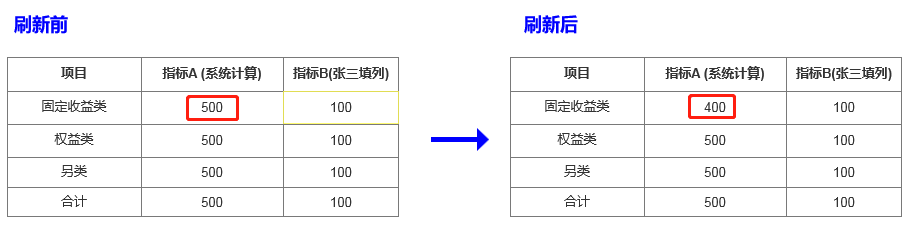 刷新前
项目 指标A (系统计算) 指标B(张三填列)
固定收益类 500 100
权益类 500 100
另类 500 100
合计 500 100
刷新后
项目 指标A (系统计算) 指标B(张三填列)
固定收益类 400 100
权益类 500 100
另类 500 100
合计 500 100